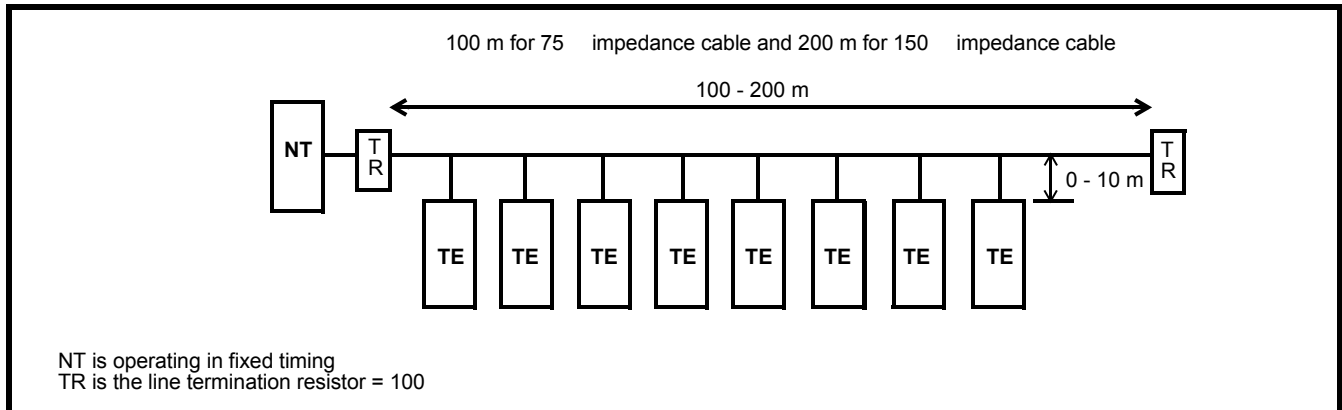 100 m for 75 impedance cable and 200 m for 150 impedance cable
100 - 200 m
NT
T
R
T
R
0 - 10 m
TE TE TE TE TE TE TE TE
NT is operating in fixed timing
TR is the line termination resistor = 100